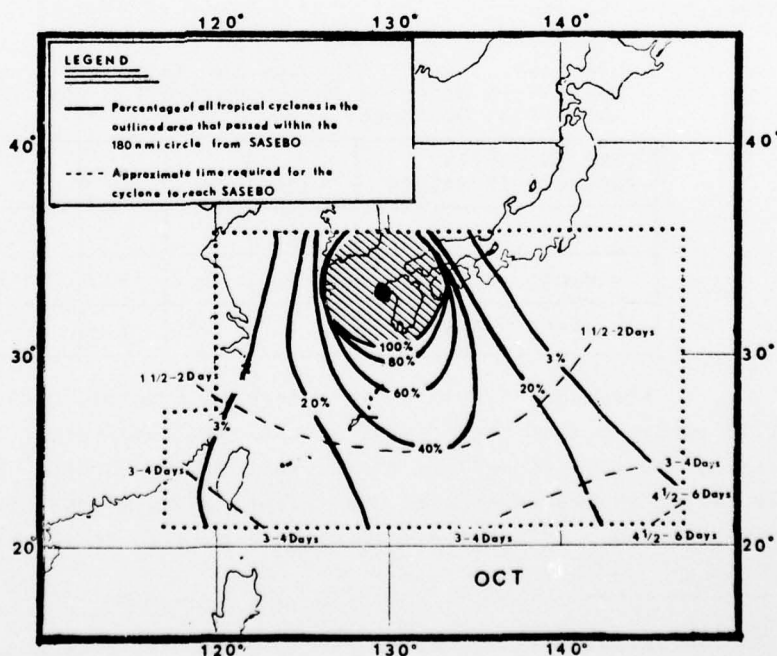 120° 130° 140°
LEGEND
Percentage of all tropical cyclones in the
outlined area that passed within the
180 nmi circle from SASEBO
Approximate time required for the
cyclone to reach SASEBO
40° 40°
30° 30°
100%
80%
60%
40%
20%
3%
20%
3%
1 1/2-2 Days
1 1/2-2 Day
3-4 Days
3-4 Days
4 1/2-6 Days
3-4 Days
3-4 Days
4 1/2-6 Days
20° 20°
OCT
120° 130° 140°